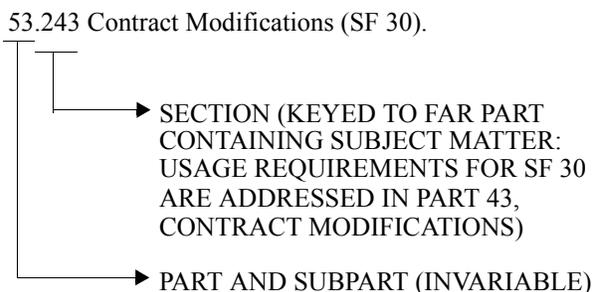 53.243 Contract Modifications (SF 30).
SECTION (KEYED TO FAR PART
CONTAINING SUBJECT MATTER:
USAGE REQUIREMENTS FOR SF 30
ARE ADDRESSED IN PART 43,
CONTRACT MODIFICATIONS)
PART AND SUBPART (INVARIABLE)